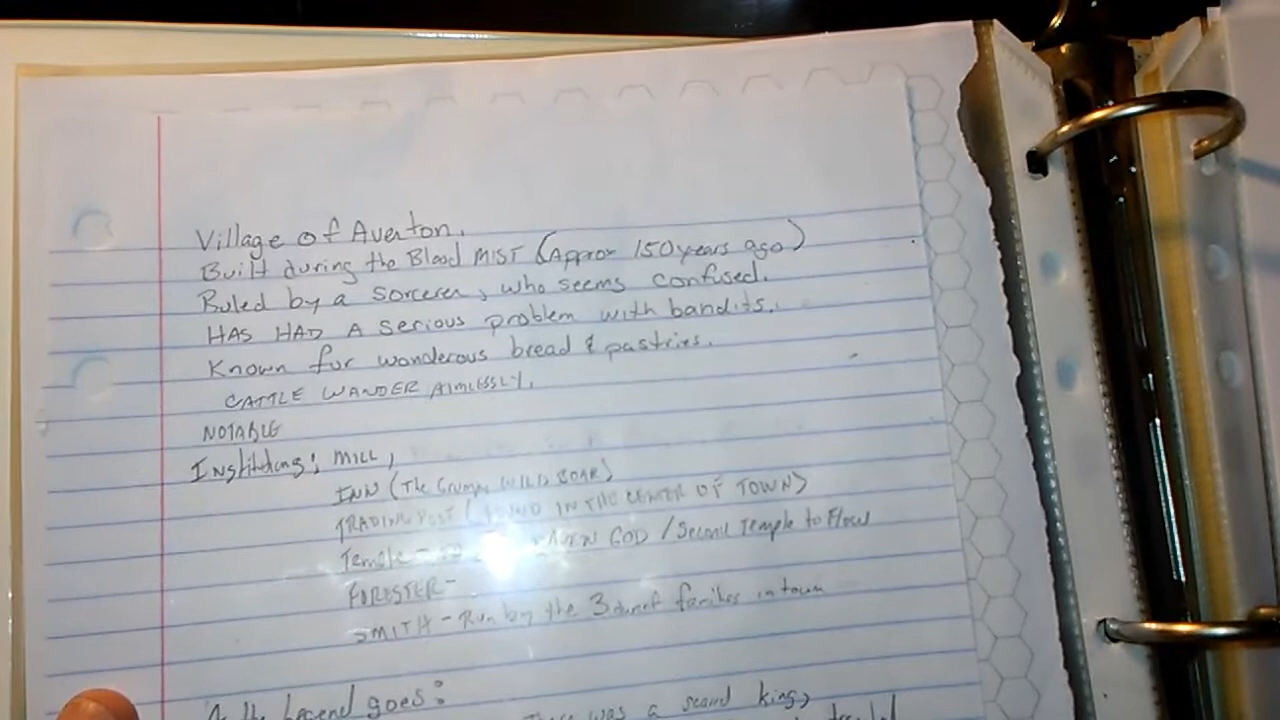 Village of Averton.
Built during the Blood MIST (Approx 150 years ago)
Ruled by a Sorcerer, who seems confused.
HAS HAD A serious problem with bandits.
Known for wonderous bread & pastries.
CATTLE WANDER AIMLESSLY.
NOTABLE
Institutions; MILL,
INN (The Grumpy WILD BOAR)
TRADING POST (FOUND IN THE CENTER OF TOWN)
Temple - GOD / Second Temple to
FORESTER-
SMITH - Run by the 3 families in town
As the Legend goes:
There was a second king,